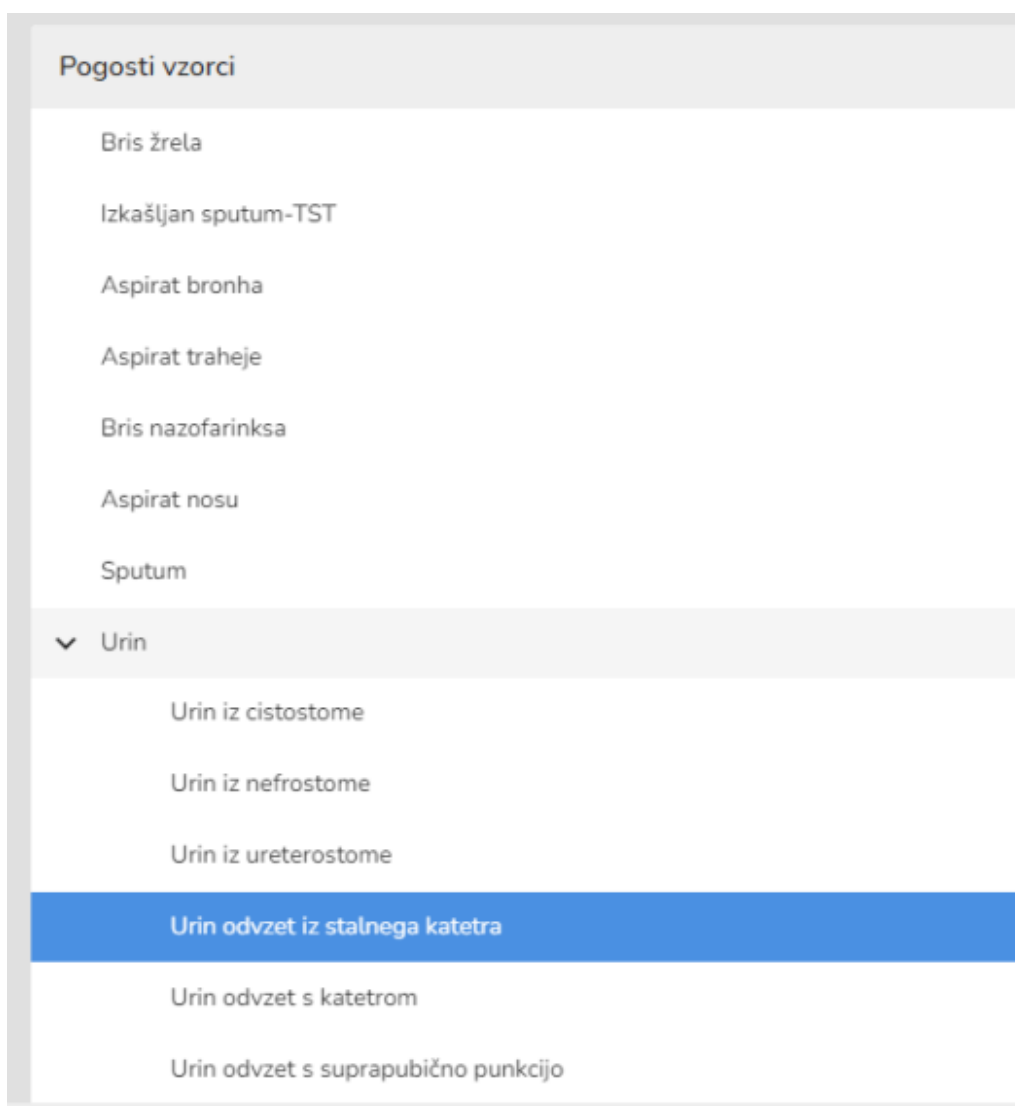 Pogosti vzorci
Bris žrela
Izkašljan sputum-TST
Aspirat bronha
Aspirat traheje
Bris nazofarinksa
Aspirat nosu
Sputum
Urin
Urin iz cistostome
Urin iz nefrostome
Urin iz ureterostome
Urin odvzet iz stalnega katetra
Urin odvzet s katetrom
Urin odvzet s suprapubično punkcijo